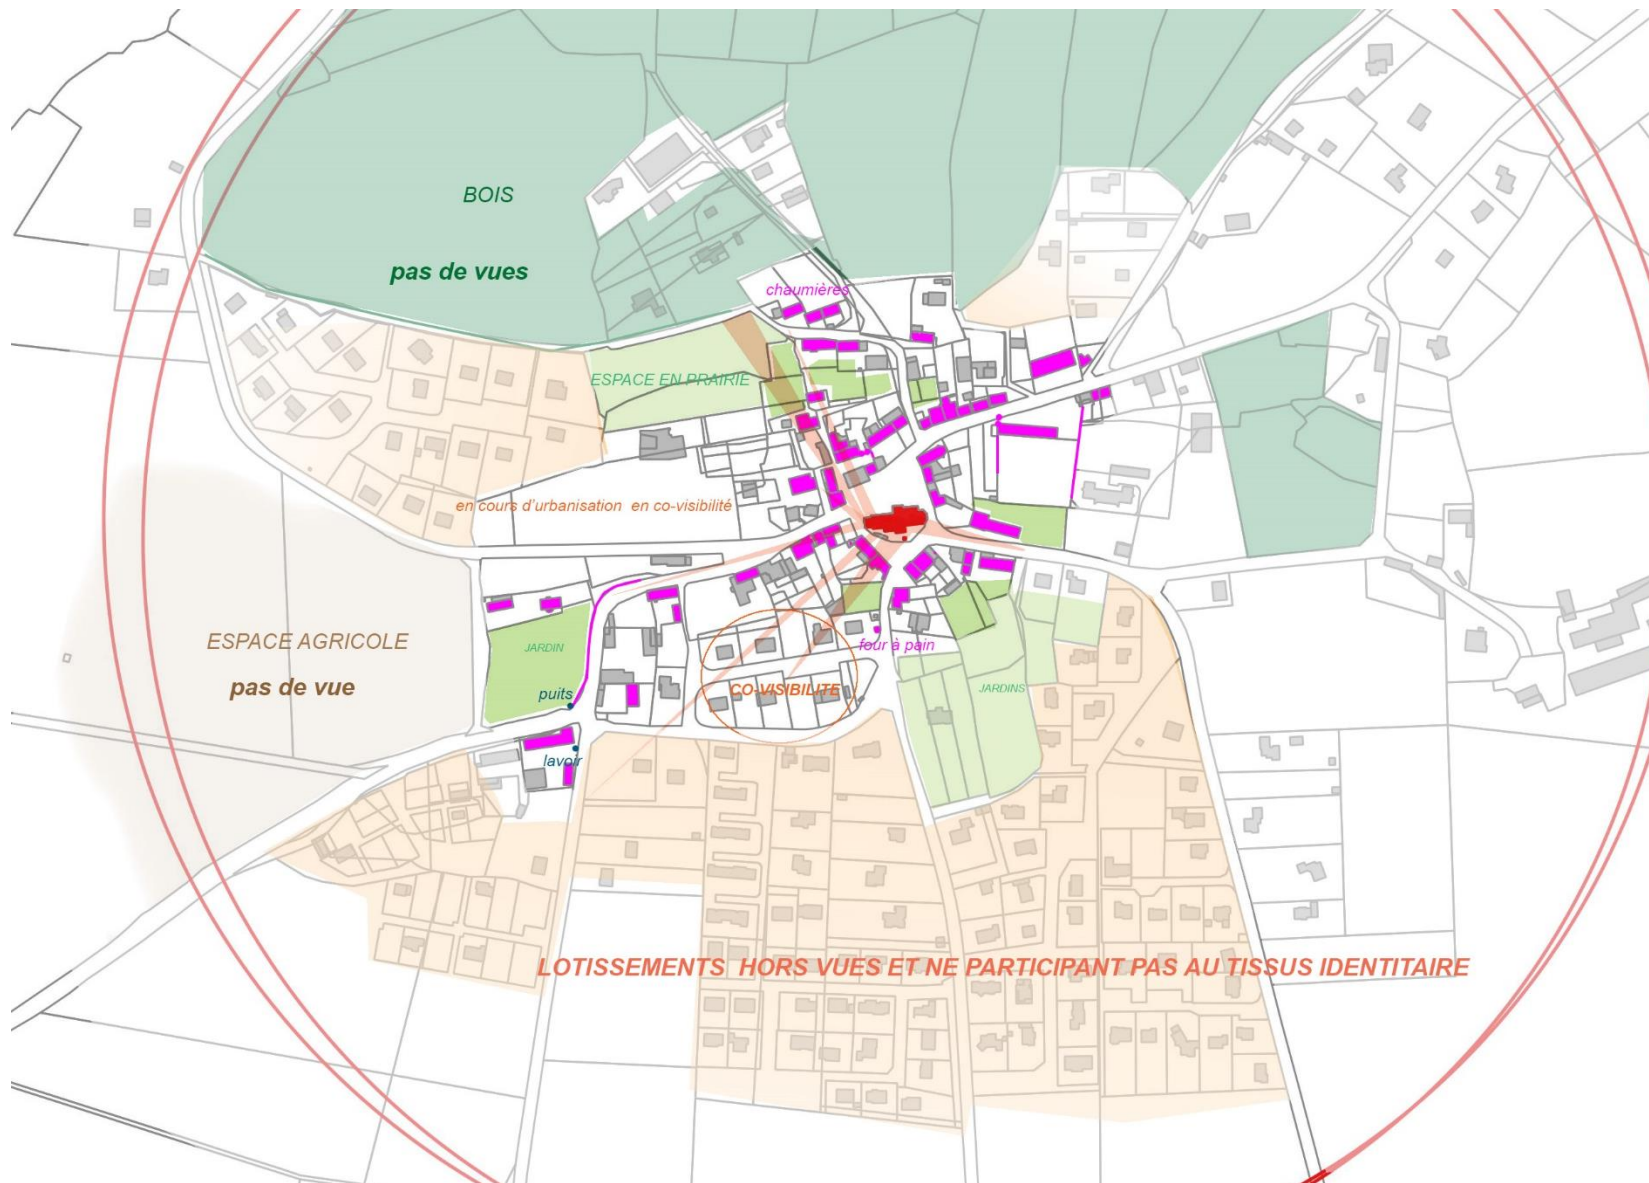 BOIS
pas de vues
chaumières
ESPACE EN PRAIRIE
en cours d'urbanisation en co-visibilité
ESPACE AGRICOLE
pas de vue
JARDIN
puits
lavoir
four à pain
CO-VISIBILITE
JARDINS
LOTISSEMENTS HORS VUES ET NE PARTICIPANT PAS AU TISSUS IDENTITAIRE